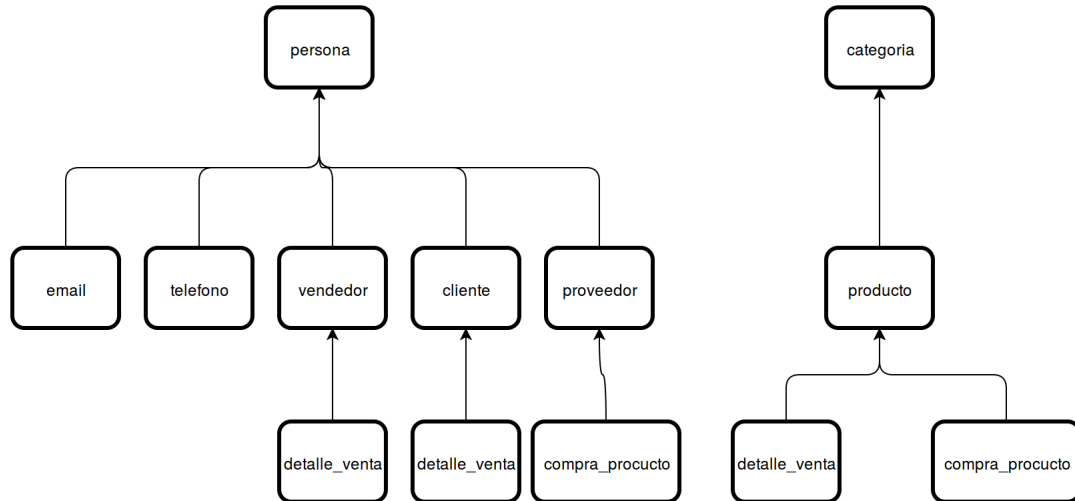 persona
categoria
email
telefono
vendedor
cliente
proveedor
producto
detalle_venta
detalle_venta
compra_procucto
detalle_venta
compra_procucto